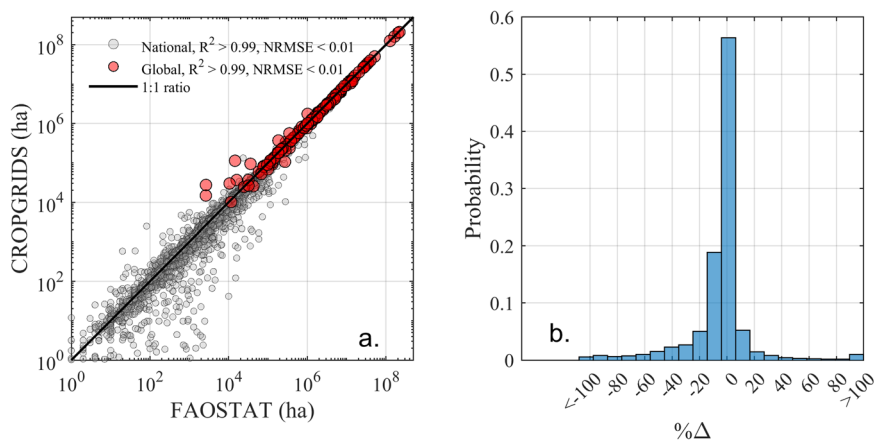 10^8
10^6
10^4
10^2
10^0
CROPGRIDS (ha)
National, R^2 > 0.99, NRMSE < 0.01
Global, R^2 > 0.99, NRMSE < 0.01
1:1 ratio
a.
10^0 10^2 10^4 10^6 10^8
FAOSTAT (ha)
0.6
0.5
0.4
0.3
0.2
0.1
0
Probability
b.
<-100 -80 -60 -40 -20 0 20 40 60 80 >100
%Δ